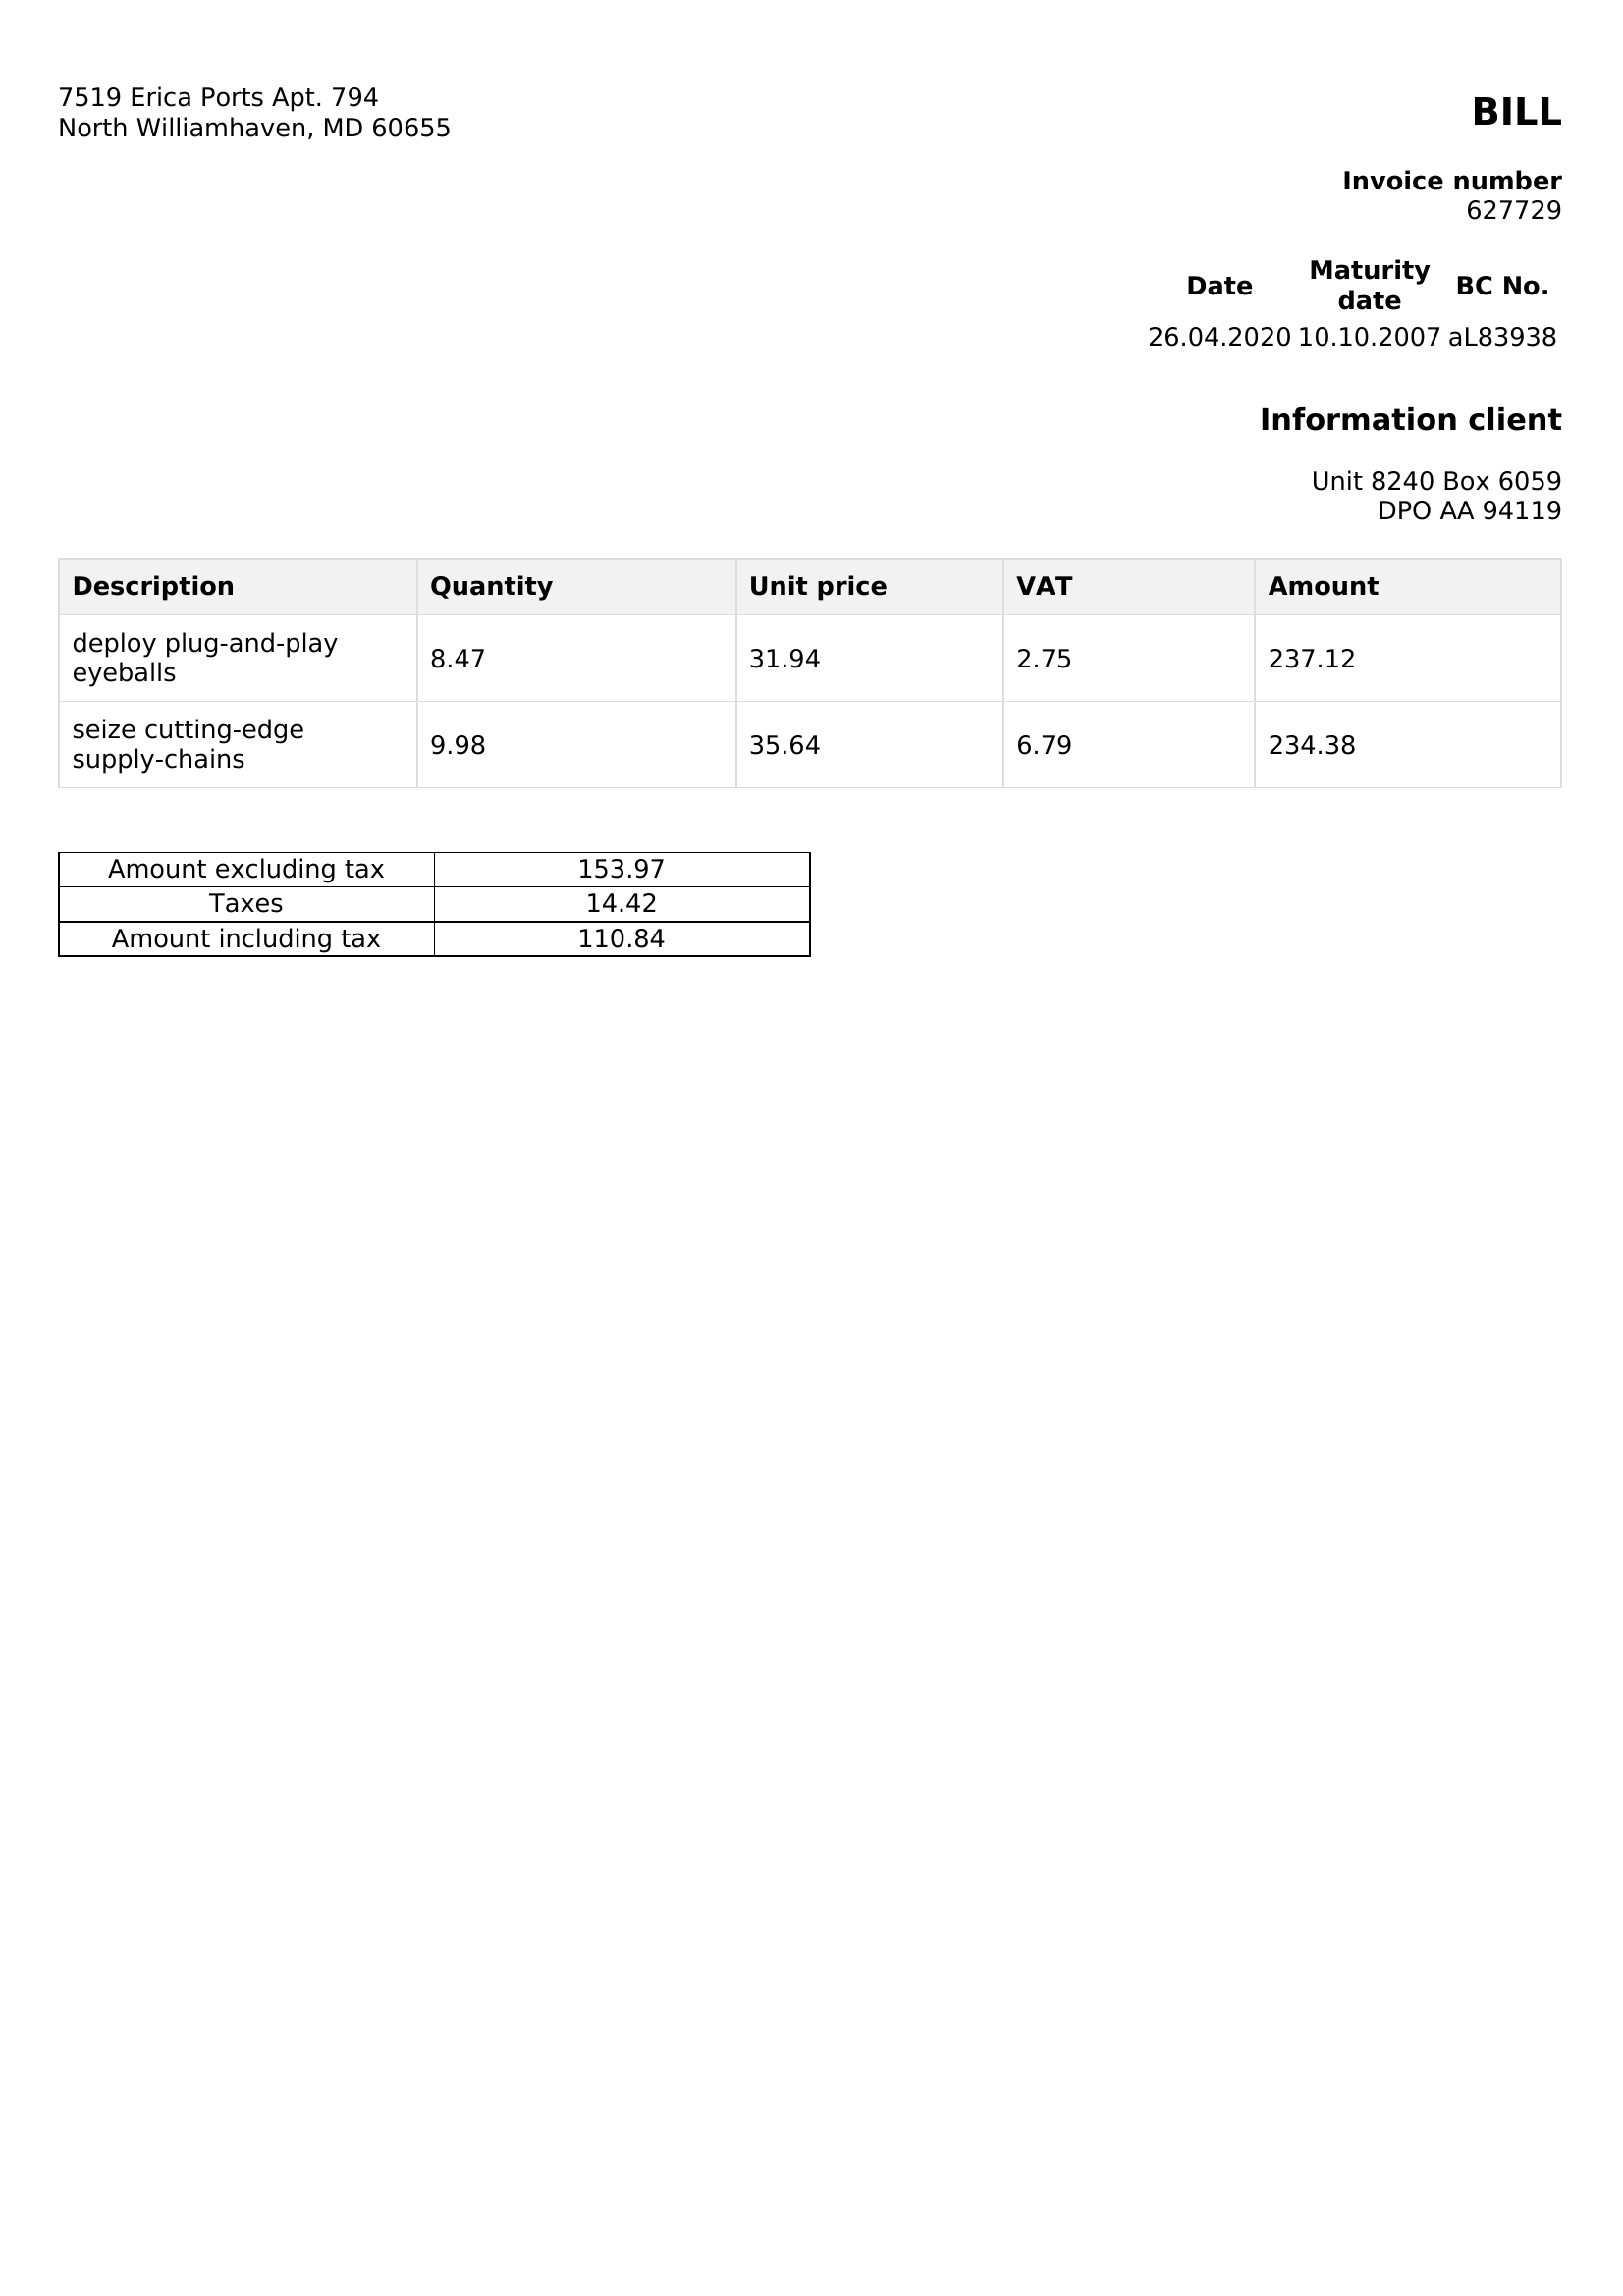 7519 Erica Ports Apt. 794
North Williamhaven, MD 60655
BILL
Invoice number
627729
Date Maturity date BC No.
26.04.2020 10.10.2007 aL83938
Information client
Unit 8240 Box 6059
DPO AA 94119
Description Quantity Unit price VAT Amount
deploy plug-and-play
eyeballs 8.47 31.94 2.75 237.12
seize cutting-edge
supply-chains 9.98 35.64 6.79 234.38
Amount excluding tax 153.97
Taxes 14.42
Amount including tax 110.84